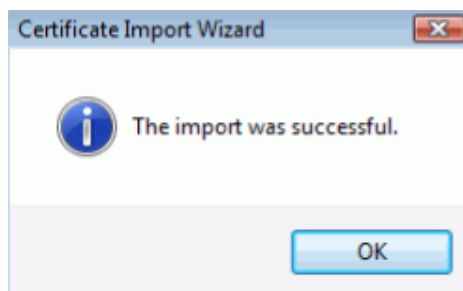 Certificate Import Wizard
The import was successful.
OK